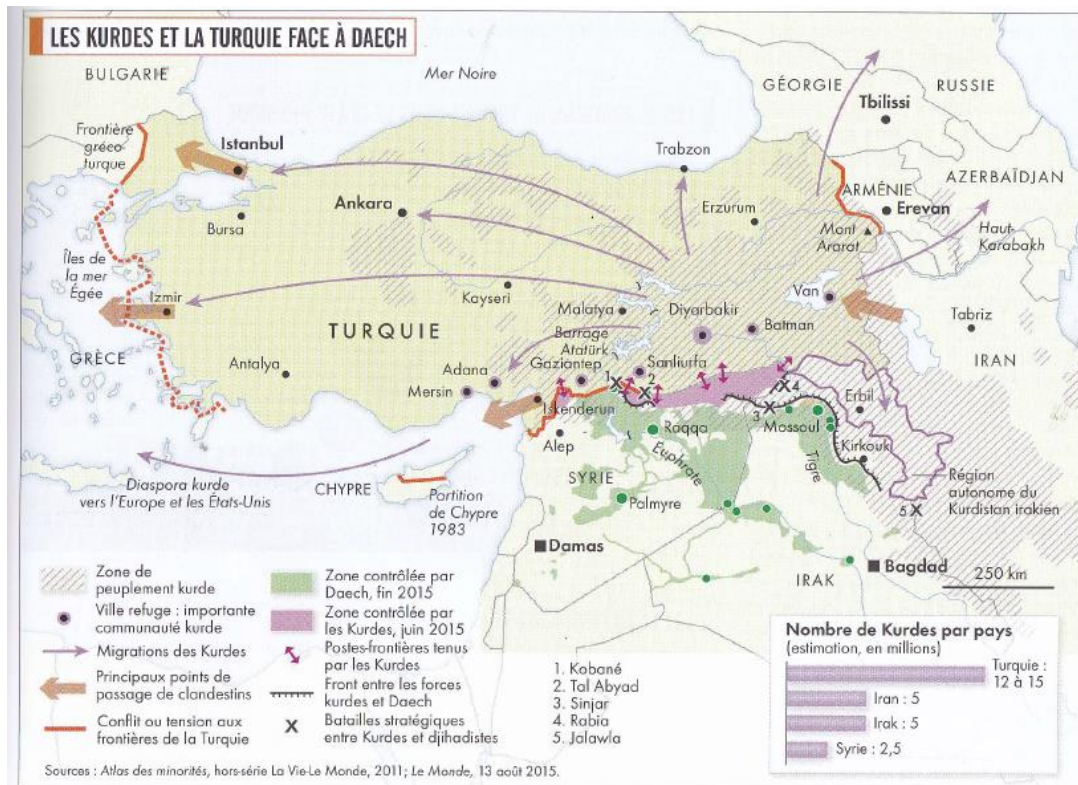 LES KURDES ET LA TURQUIE FACE À DAECH
BULGARIE
Mer Noire
GÉORGIE
RUSSIE
Tbilissi
Frontière
gréco-
turque
Istanbul
Trabzon
ARMÉNIE
AZERBAÏDJAN
Ankara
Erzurum
Erevan
Bursa
Mont
Ararat
Haut-
Karabakh
Îles de
la mer
Égée
Izmir
Kayseri
Malatya
Diyarbakir
Van
Batman
Tabriz
TURQUIE
Barrage
Atatürk
GRÈCE
Antalya
Adana
Gaziantep
Sanliurfa
IRAN
Mersin
1
2
3
4
Iskenderun
Erbil
Alep
Raqqa
Mossoul
Kirkouk
Euphrate
Tigre
SYRIE
Diaspora kurde
vers l'Europe et les États-Unis
CHYPRE
Partition
de Chypre
1983
Palmyre
Région
autonome du
Kurdistan irakien
5
Damas
Bagdad
IRAK
250 km
Zone de
peuplement kurde
Ville refuge : importante
communauté kurde
Migrations des Kurdes
Principaux points de
passage de clandestins
Conflit ou tension aux
frontières de la Turquie
Zone contrôlée par
Daech, fin 2015
Zone contrôlée par
les Kurdes, juin 2015
Postes-frontières tenus
par les Kurdes
Front entre les forces
kurdes et Daech
Batailles stratégiques
entre Kurdes et djihadistes
1. Kobané
2. Tal Abyad
3. Sinjar
4. Rabia
5. Jalawla
Nombre de Kurdes par pays
(estimation, en millions)
Turquie :
12 à 15
Iran : 5
Irak : 5
Syrie : 2,5
Sources : Atlas des minorités, hors-série La Vie-Le Monde, 2011; Le Monde, 13 août 2015.